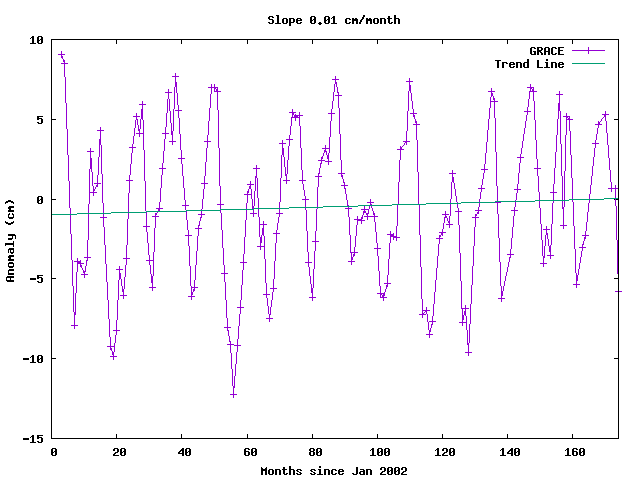 Slope 0.01 cm/month
GRACE
Trend Line
10
5
0
-5
-10
-15
Anomaly (cm)
0 20 40 60 80 100 120 140 160
Months since Jan 2002